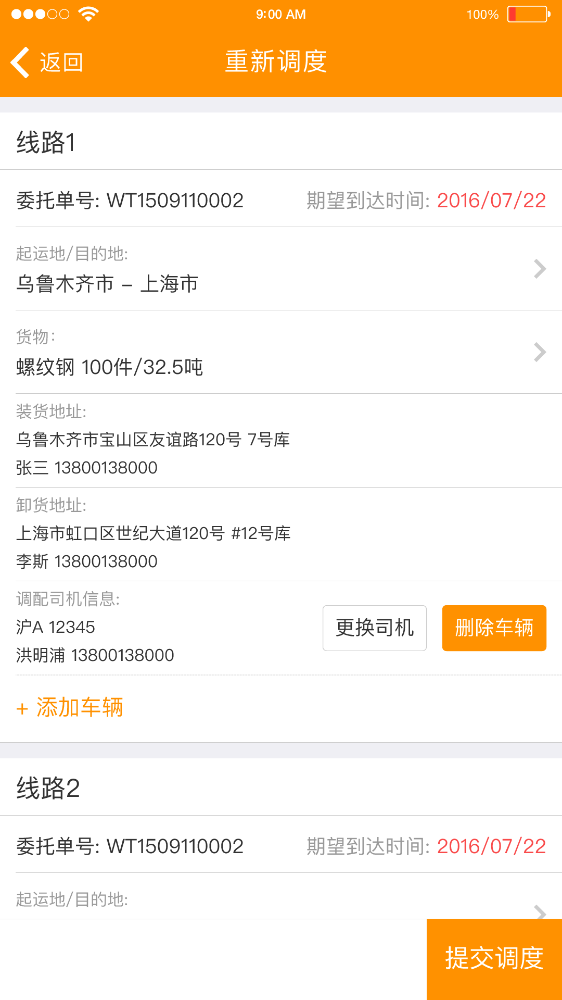 9:00 AM 100%
返回 重新调度
线路1
委托单号: WT1509110002 期望到达时间: 2016/07/22
起运地/目的地:
乌鲁木齐市 – 上海市
货物:
螺纹钢 100件/32.5吨
装货地址:
乌鲁木齐市宝山区友谊路120号 7号库
张三 13800138000
卸货地址:
上海市虹口区世纪大道120号 #12号库
李斯 13800138000
调配司机信息:
沪A 12345
洪明浦 13800138000
更换司机 删除车辆
+ 添加车辆
线路2
委托单号: WT1509110002 期望到达时间: 2016/07/22
起运地/目的地:
提交调度